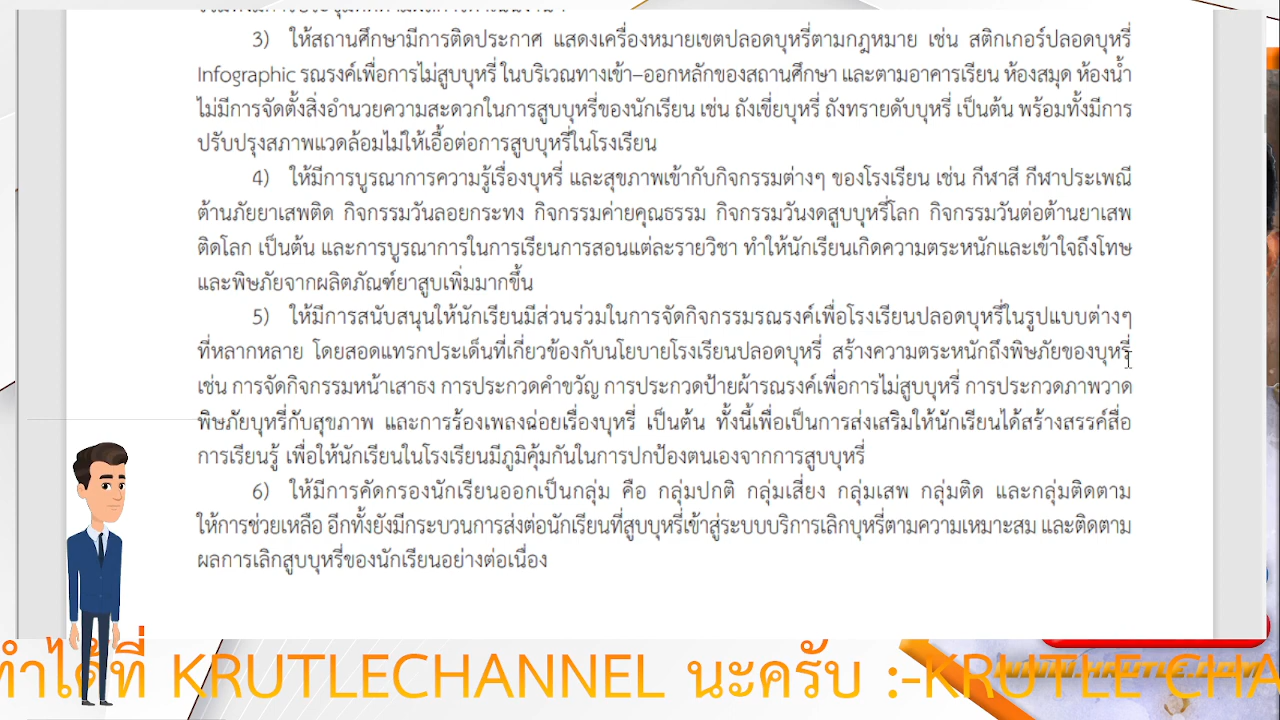 3) ให้สถานศึกษามีการติดประกาศ แสดงเครื่องหมายเขตปลอดบุหรี่ตามกฎหมาย เช่น สติกเกอร์ปลอดบุหรี่
Infographic รณรงค์เพื่อการไม่สูบบุหรี่ ในบริเวณทางเข้า–ออกหลักของสถานศึกษา และตามอาคารเรียน ห้องสมุด ห้องน้ำ
ไม่มีการจัดตั้งสิ่งอำนวยความสะดวกในการสูบบุหรี่ของนักเรียน เช่น ถังเขี่ยบุหรี่ ถังทรายดับบุหรี่ เป็นต้น พร้อมทั้งมีการ
ปรับปรุงสภาพแวดล้อมไม่ให้เอื้อต่อการสูบบุหรี่ในโรงเรียน
4) ให้มีการบูรณาการความรู้เรื่องบุหรี่ และสุขภาพเข้ากับกิจกรรมต่างๆ ของโรงเรียน เช่น กีฬาสี กีฬาประเพณี
ต้านภัยยาเสพติด กิจกรรมวันลอยกระทง กิจกรรมค่ายคุณธรรม กิจกรรมวันงดสูบบุหรี่โลก กิจกรรมวันต่อต้านยาเสพ
ติดโลก เป็นต้น และการบูรณาการในการเรียนการสอนแต่ละรายวิชา ทำให้นักเรียนเกิดความตระหนักและเข้าใจถึงโทษ
และพิษภัยจากผลิตภัณฑ์ยาสูบเพิ่มมากขึ้น
5) ให้มีการสนับสนุนให้นักเรียนมีส่วนร่วมในการจัดกิจกรรมรณรงค์เพื่อโรงเรียนปลอดบุหรี่ในรูปแบบต่างๆ
ที่หลากหลาย โดยสอดแทรกประเด็นที่เกี่ยวข้องกับนโยบายโรงเรียนปลอดบุหรี่ สร้างความตระหนักถึงพิษภัยของบุหรี่
เช่น การจัดกิจกรรมหน้าเสาธง การประกวดคำขวัญ การประกวดป้ายผ้ารณรงค์เพื่อการไม่สูบบุหรี่ การประกวดภาพวาด
พิษภัยบุหรี่กับสุขภาพ และการร้องเพลงฉ่อยเรื่องบุหรี่ เป็นต้น ทั้งนี้เพื่อเป็นการส่งเสริมให้นักเรียนได้สร้างสรรค์สื่อ
การเรียนรู้ เพื่อให้นักเรียนในโรงเรียนมีภูมิคุ้มกันในการปกป้องตนเองจากการสูบบุหรี่
6) ให้มีการคัดกรองนักเรียนออกเป็นกลุ่ม คือ กลุ่มปกติ กลุ่มเสี่ยง กลุ่มเสพ กลุ่มติด และกลุ่มติดตาม
ให้การช่วยเหลือ อีกทั้งยังมีกระบวนการส่งต่อนักเรียนที่สูบบุหรี่เข้าสู่ระบบบริการเลิกบุหรี่ตามความเหมาะสม และติดตาม
ผลการเลิกสูบบุหรี่ของนักเรียนอย่างต่อเนื่อง
ทำได้ที่ KRUTLECHANNEL นะครับ :-KRUTLE CHA